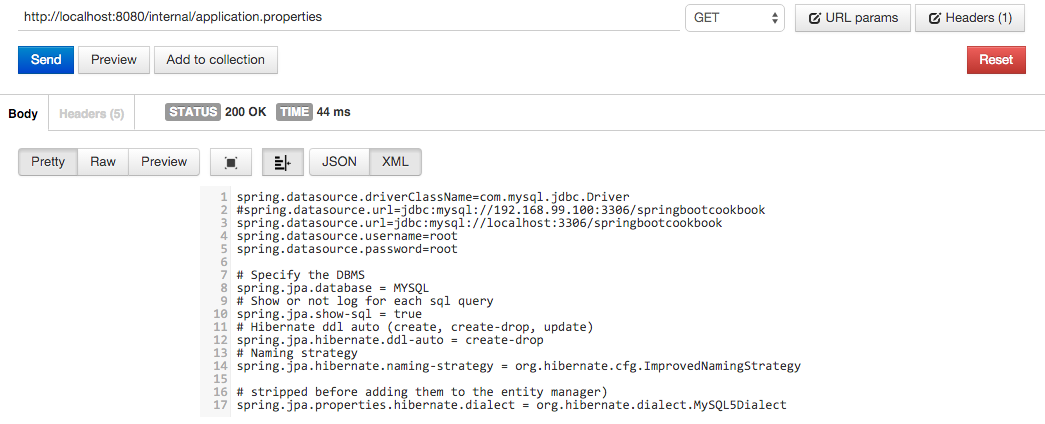 http://localhost:8080/internal/application.properties GET URL params Headers (1)
Send Preview Add to collection Reset
Body Headers (5) STATUS 200 OK TIME 44 ms
Pretty Raw Preview JSON XML
1 spring.datasource.driverClassName=com.mysql.jdbc.Driver
2 #spring.datasource.url=jdbc:mysql://192.168.99.100:3306/springbootcookbook
3 spring.datasource.url=jdbc:mysql://localhost:3306/springbootcookbook
4 spring.datasource.username=root
5 spring.datasource.password=root
6
7 # Specify the DBMS
8 spring.jpa.database = MYSQL
9 # Show or not log for each sql query
10 spring.jpa.show-sql = true
11 # Hibernate ddl auto (create, create-drop, update)
12 spring.jpa.hibernate.ddl-auto = create-drop
13 # Naming strategy
14 spring.jpa.hibernate.naming-strategy = org.hibernate.cfg.ImprovedNamingStrategy
15
16 # stripped before adding them to the entity manager)
17 spring.jpa.properties.hibernate.dialect = org.hibernate.dialect.MySQL5Dialect